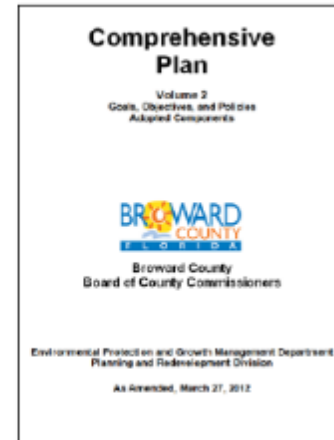 Comprehensive
Plan
Volume 2
Goals, Objectives, and Policies
Adopted Components
BROWARD
COUNTY
FLORIDA
Broward County
Board of County Commissioners
Environmental Protection and Growth Management Department
Planning and Redevelopment Division
As Amended, March 27, 2012